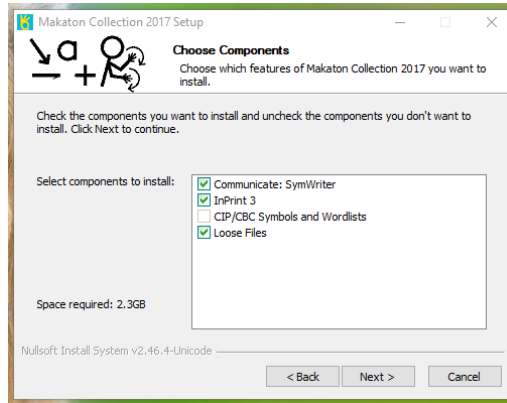 Makaton Collection 2017 Setup
a
Choose Components
Choose which features of Makaton Collection 2017 you want to
install.
Check the components you want to install and uncheck the components you don't want to
install. Click Next to continue.
Select components to install:
Communicate: SymWriter
InPrint 3
CIP/CBC Symbols and Wordlists
Loose Files
Space required: 2.3GB
Nullsoft Install System v2.46.4-Unicode
< Back
Next >
Cancel